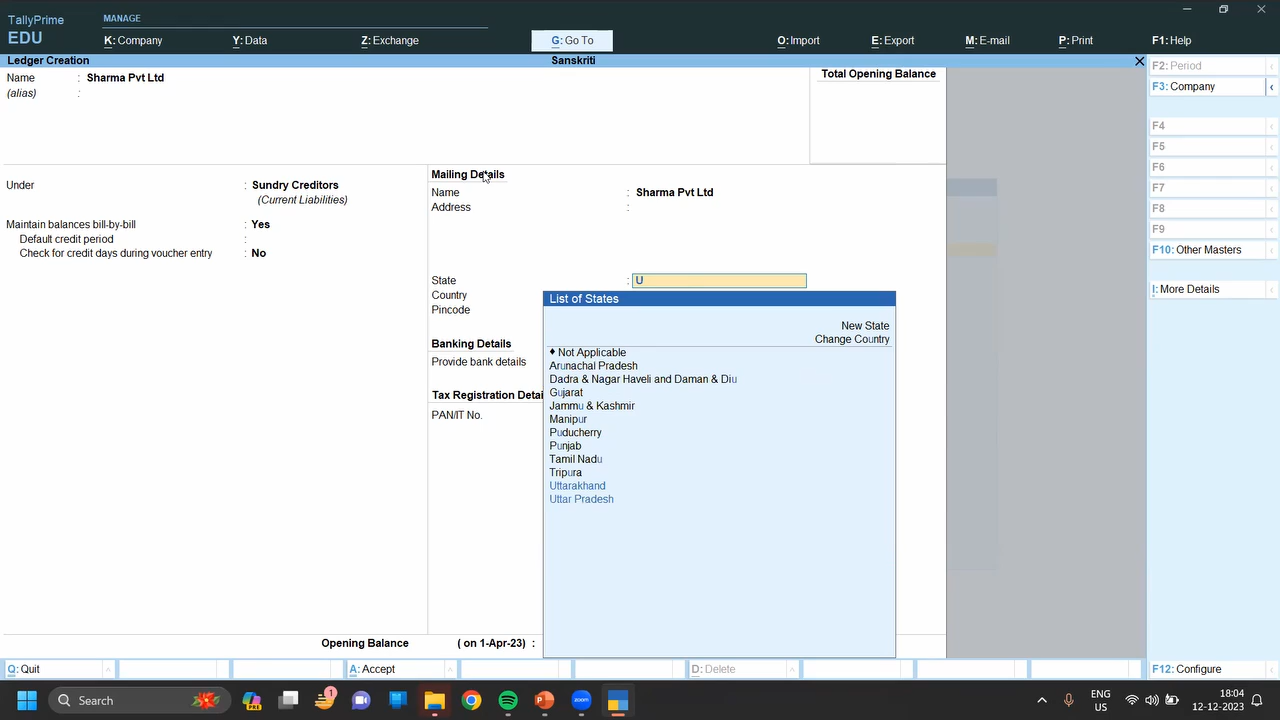 TallyPrime
EDU
MANAGE
K: Company
Y: Data
Z: Exchange
G: Go To
O: Import
E: Export
M: E-mail
P: Print
F1: Help
Ledger Creation
Sanskriti
Name : Sharma Pvt Ltd
(alias) :
Total Opening Balance
Under : Sundry Creditors
(Current Liabilities)
Maintain balances bill-by-bill : Yes
Default credit period :
Check for credit days during voucher entry : No
Mailing Details
Name : Sharma Pvt Ltd
Address :
State : U
Country
Pincode
Banking Details
Provide bank details
Tax Registration Detai
PAN/IT No.
List of States
New State
Change Country
♦ Not Applicable
Arunachal Pradesh
Dadra & Nagar Haveli and Daman & Diu
Gujarat
Jammu & Kashmir
Manipur
Puducherry
Punjab
Tamil Nadu
Tripura
Uttarakhand
Uttar Pradesh
Opening Balance ( on 1-Apr-23) :
F2: Period
F3: Company
F4
F5
F6
F7
F8
F9
F10: Other Masters
I: More Details
Q: Quit
A: Accept
D: Delete
F12: Configure
Search
PRE
1
zoom
ENG
US
18:04
12-12-2023